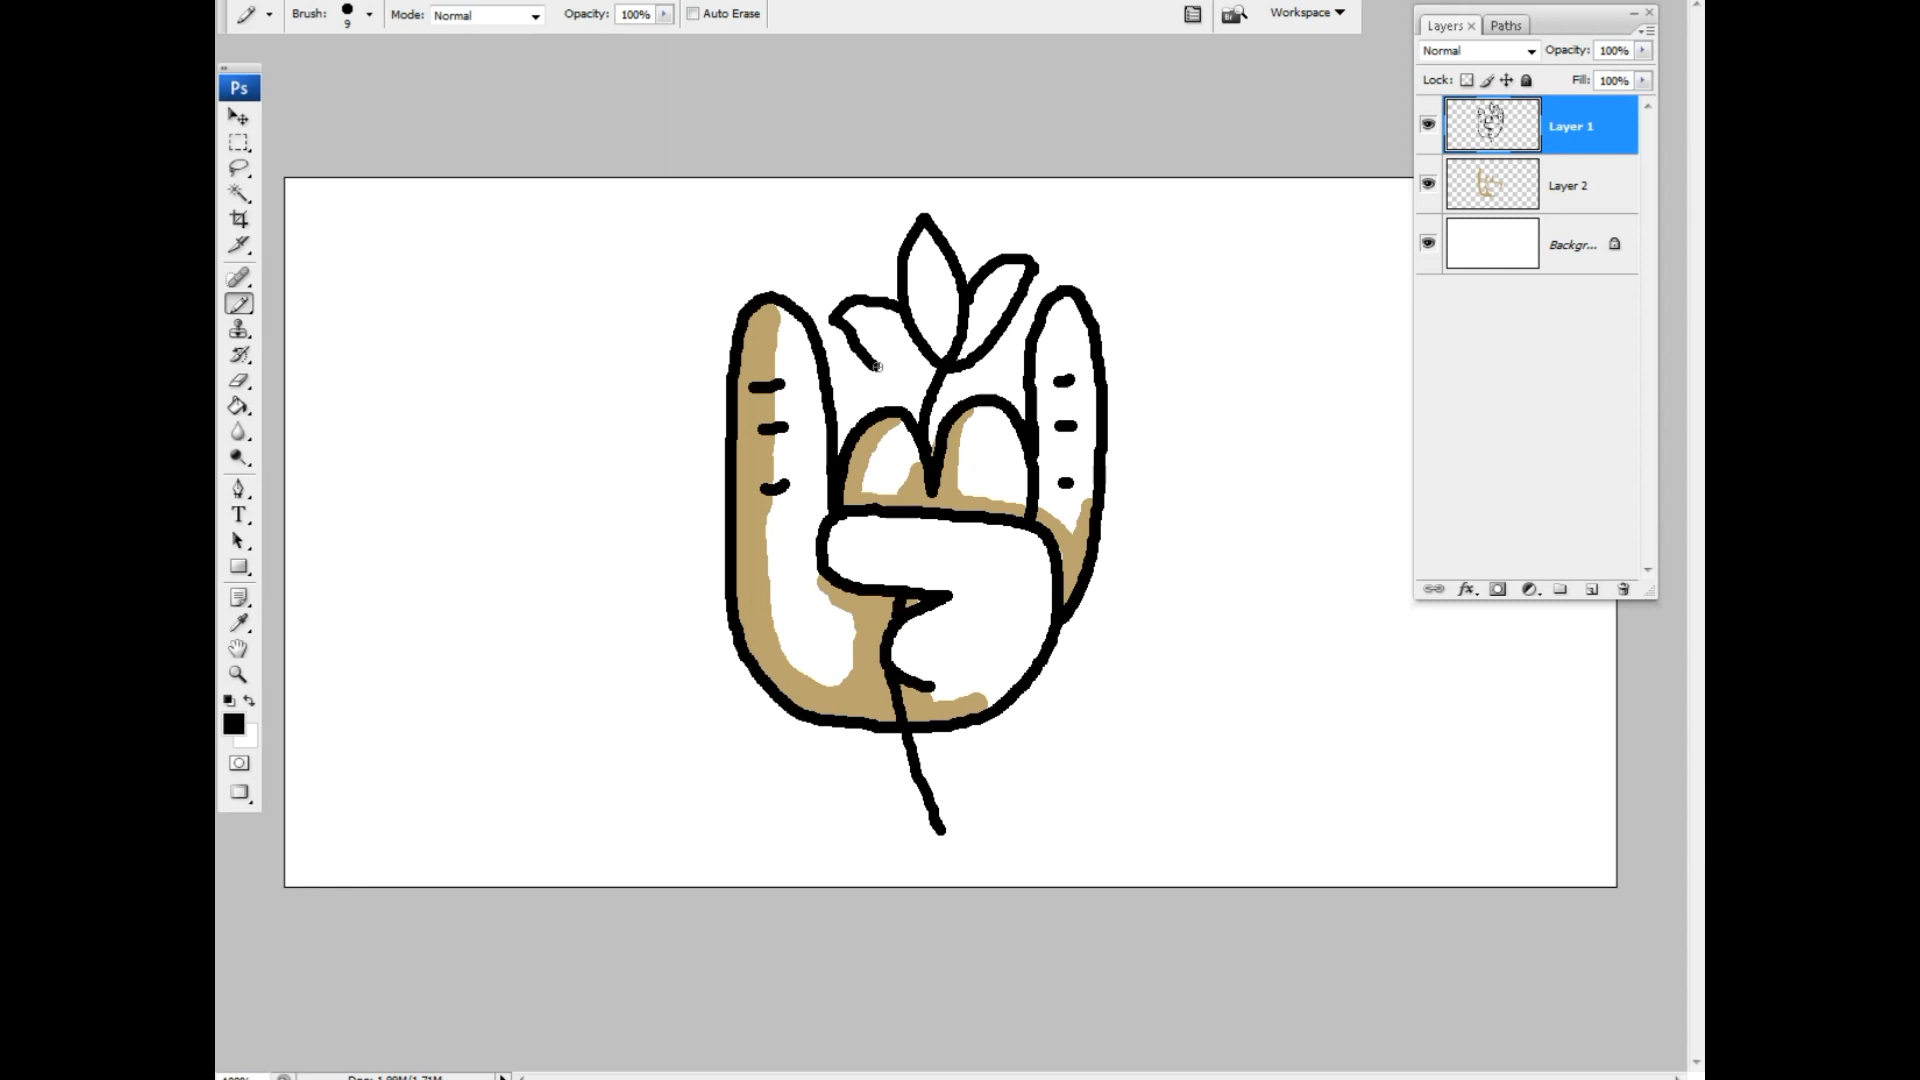 Brush: 9 Mode: Normal Opacity: 100% Auto Erase Workspace
Layers Paths
Normal Opacity: 100%
Lock: Fill: 100%
Ps
Layer 1
Layer 2
Backgr...
fx
T